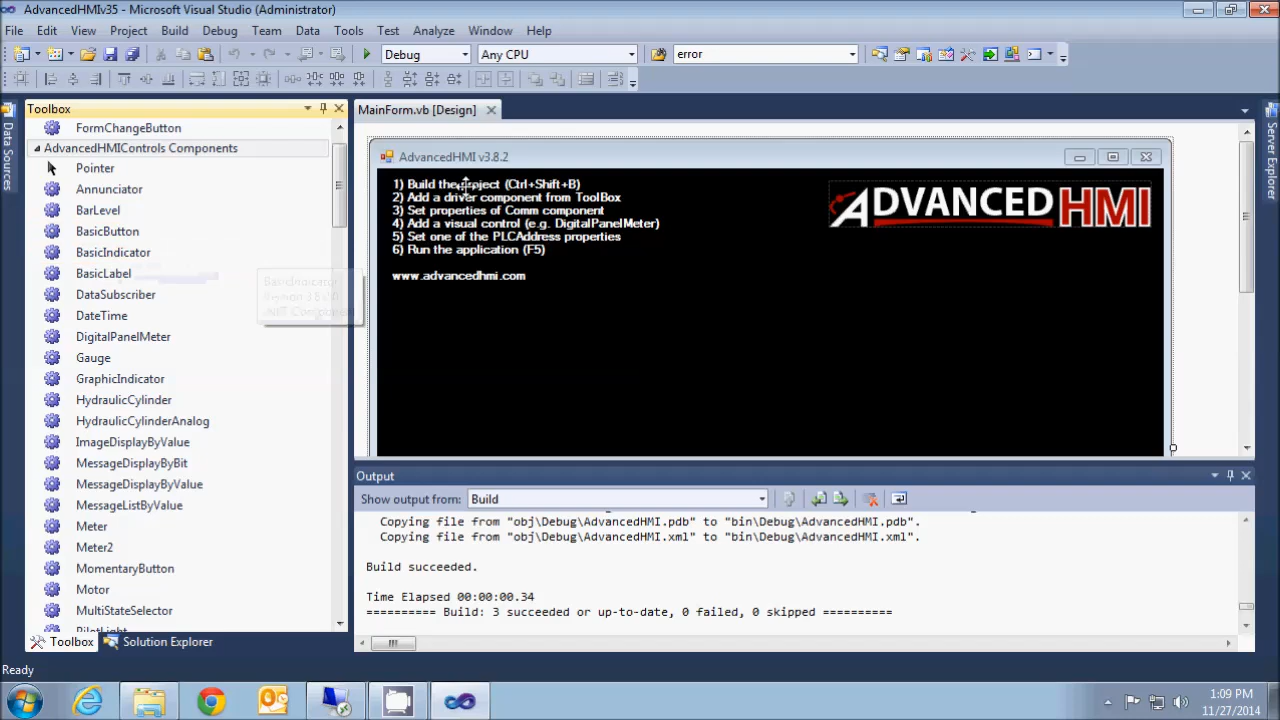 AdvancedHMIv35 - Microsoft Visual Studio (Administrator)
File Edit View Project Build Debug Team Data Tools Test Analyze Window Help
Debug Any CPU error
Toolbox
MainForm.vb [Design]
Data Sources
Server Explorer
FormChangeButton
AdvancedHMIControls Components
Pointer
Annunciator
BarLevel
BasicButton
BasicIndicator
BasicLabel
DataSubscriber
DateTime
DigitalPanelMeter
Gauge
GraphicIndicator
HydraulicCylinder
HydraulicCylinderAnalog
ImageDisplayByValue
MessageDisplayByBit
MessageDisplayByValue
MessageListByValue
Meter
Meter2
MomentaryButton
Motor
MultiStateSelector
PilotLight
BasicIndicator
.NET Component
Toolbox Solution Explorer
AdvancedHMI v3.8.2
1) Build the project (Ctrl+Shift+B)
2) Add a driver component from ToolBox
3) Set properties of Comm component
4) Add a visual control (e.g. DigitalPanelMeter)
5) Set one of the PLCAddress properties
6) Run the application (F5)
www.advancedhmi.com
ADVANCED HMI
Output
Show output from: Build
Copying file from "obj\Debug\AdvancedHMI.pdb" to "bin\Debug\AdvancedHMI.pdb".
Copying file from "obj\Debug\AdvancedHMI.xml" to "bin\Debug\AdvancedHMI.xml".
Build succeeded.
Time Elapsed 00:00:00.34
========== Build: 3 succeeded or up-to-date, 0 failed, 0 skipped ==========
Ready
1:09 PM
11/27/2014